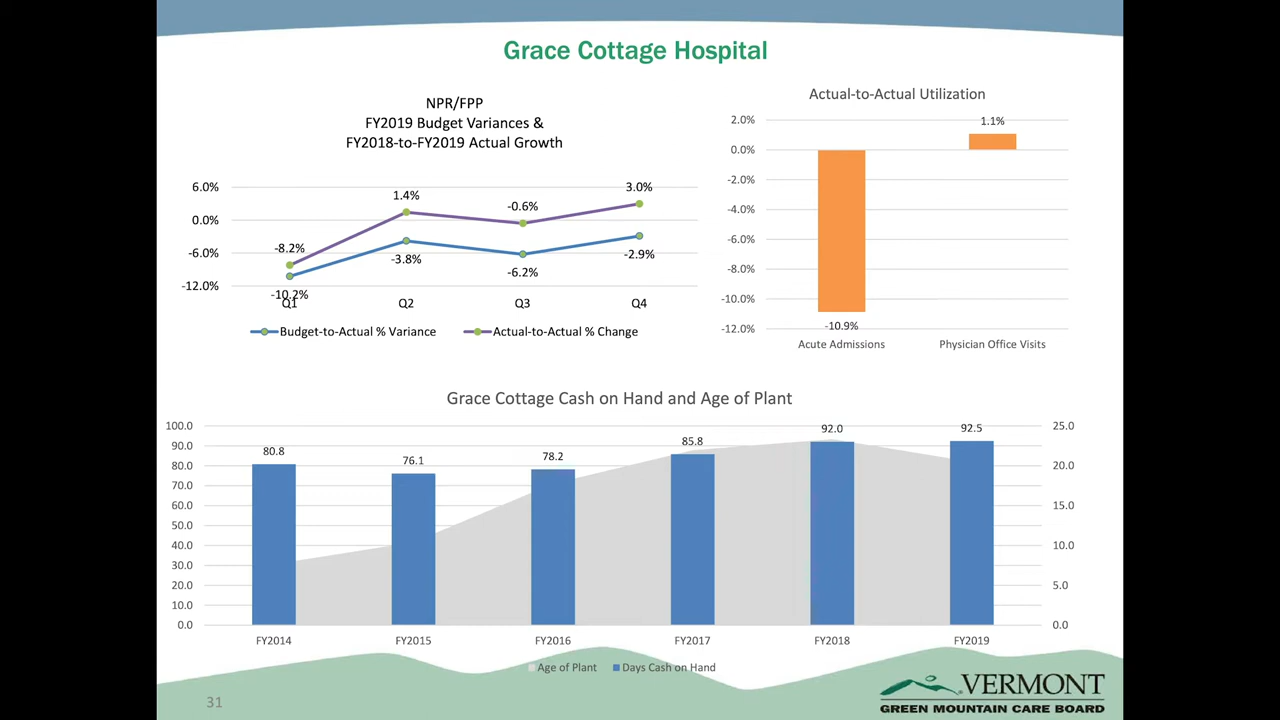 Grace Cottage Hospital
NPR/FPP
FY2019 Budget Variances &
FY2018-to-FY2019 Actual Growth
6.0%
0.0%
-6.0%
-12.0%
-8.2%
1.4%
-0.6%
3.0%
-10.2%
-3.8%
-6.2%
-2.9%
Q1
Q2
Q3
Q4
Budget-to-Actual % Variance
Actual-to-Actual % Change
Actual-to-Actual Utilization
2.0%
0.0%
-2.0%
-4.0%
-6.0%
-8.0%
-10.0%
-12.0%
1.1%
-10.9%
Acute Admissions
Physician Office Visits
Grace Cottage Cash on Hand and Age of Plant
100.0
90.0
80.0
70.0
60.0
50.0
40.0
30.0
20.0
10.0
0.0
80.8
76.1
78.2
85.8
92.0
92.5
25.0
20.0
15.0
10.0
5.0
0.0
FY2014
FY2015
FY2016
FY2017
FY2018
FY2019
Age of Plant
Days Cash on Hand
31
VERMONT
GREEN MOUNTAIN CARE BOARD